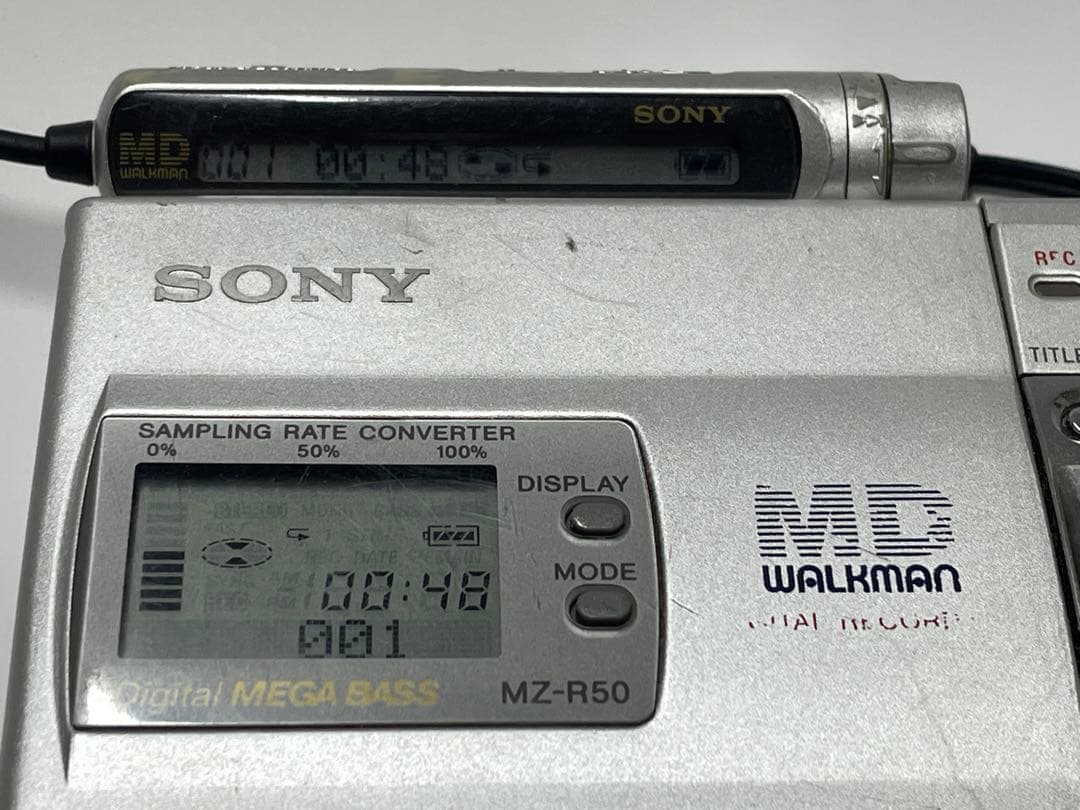 SONY
MD
WALKMAN
001 00:48
SONY
REC
TITLE
SAMPLING RATE CONVERTER
0% 50% 100%
DISPLAY
MODE
00:48
001
Digital MEGA BASS
MZ-R50
MD
WALKMAN